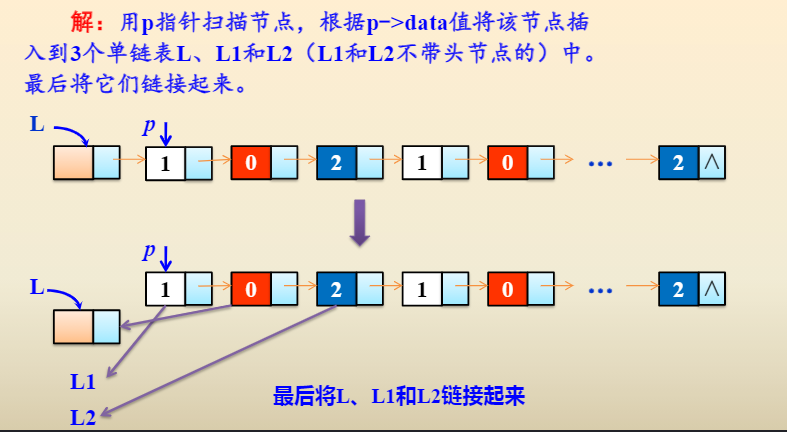 解：用p指针扫描节点，根据p->data值将该节点插
入到3个单链表L、L1和L2（L1和L2不带头节点的）中。
最后将它们链接起来。
L
p
1 0 2 1 0 … 2 ∧
p
L
1 0 2 1 0 … 2 ∧
L1
L2
最后将L、L1和L2链接起来